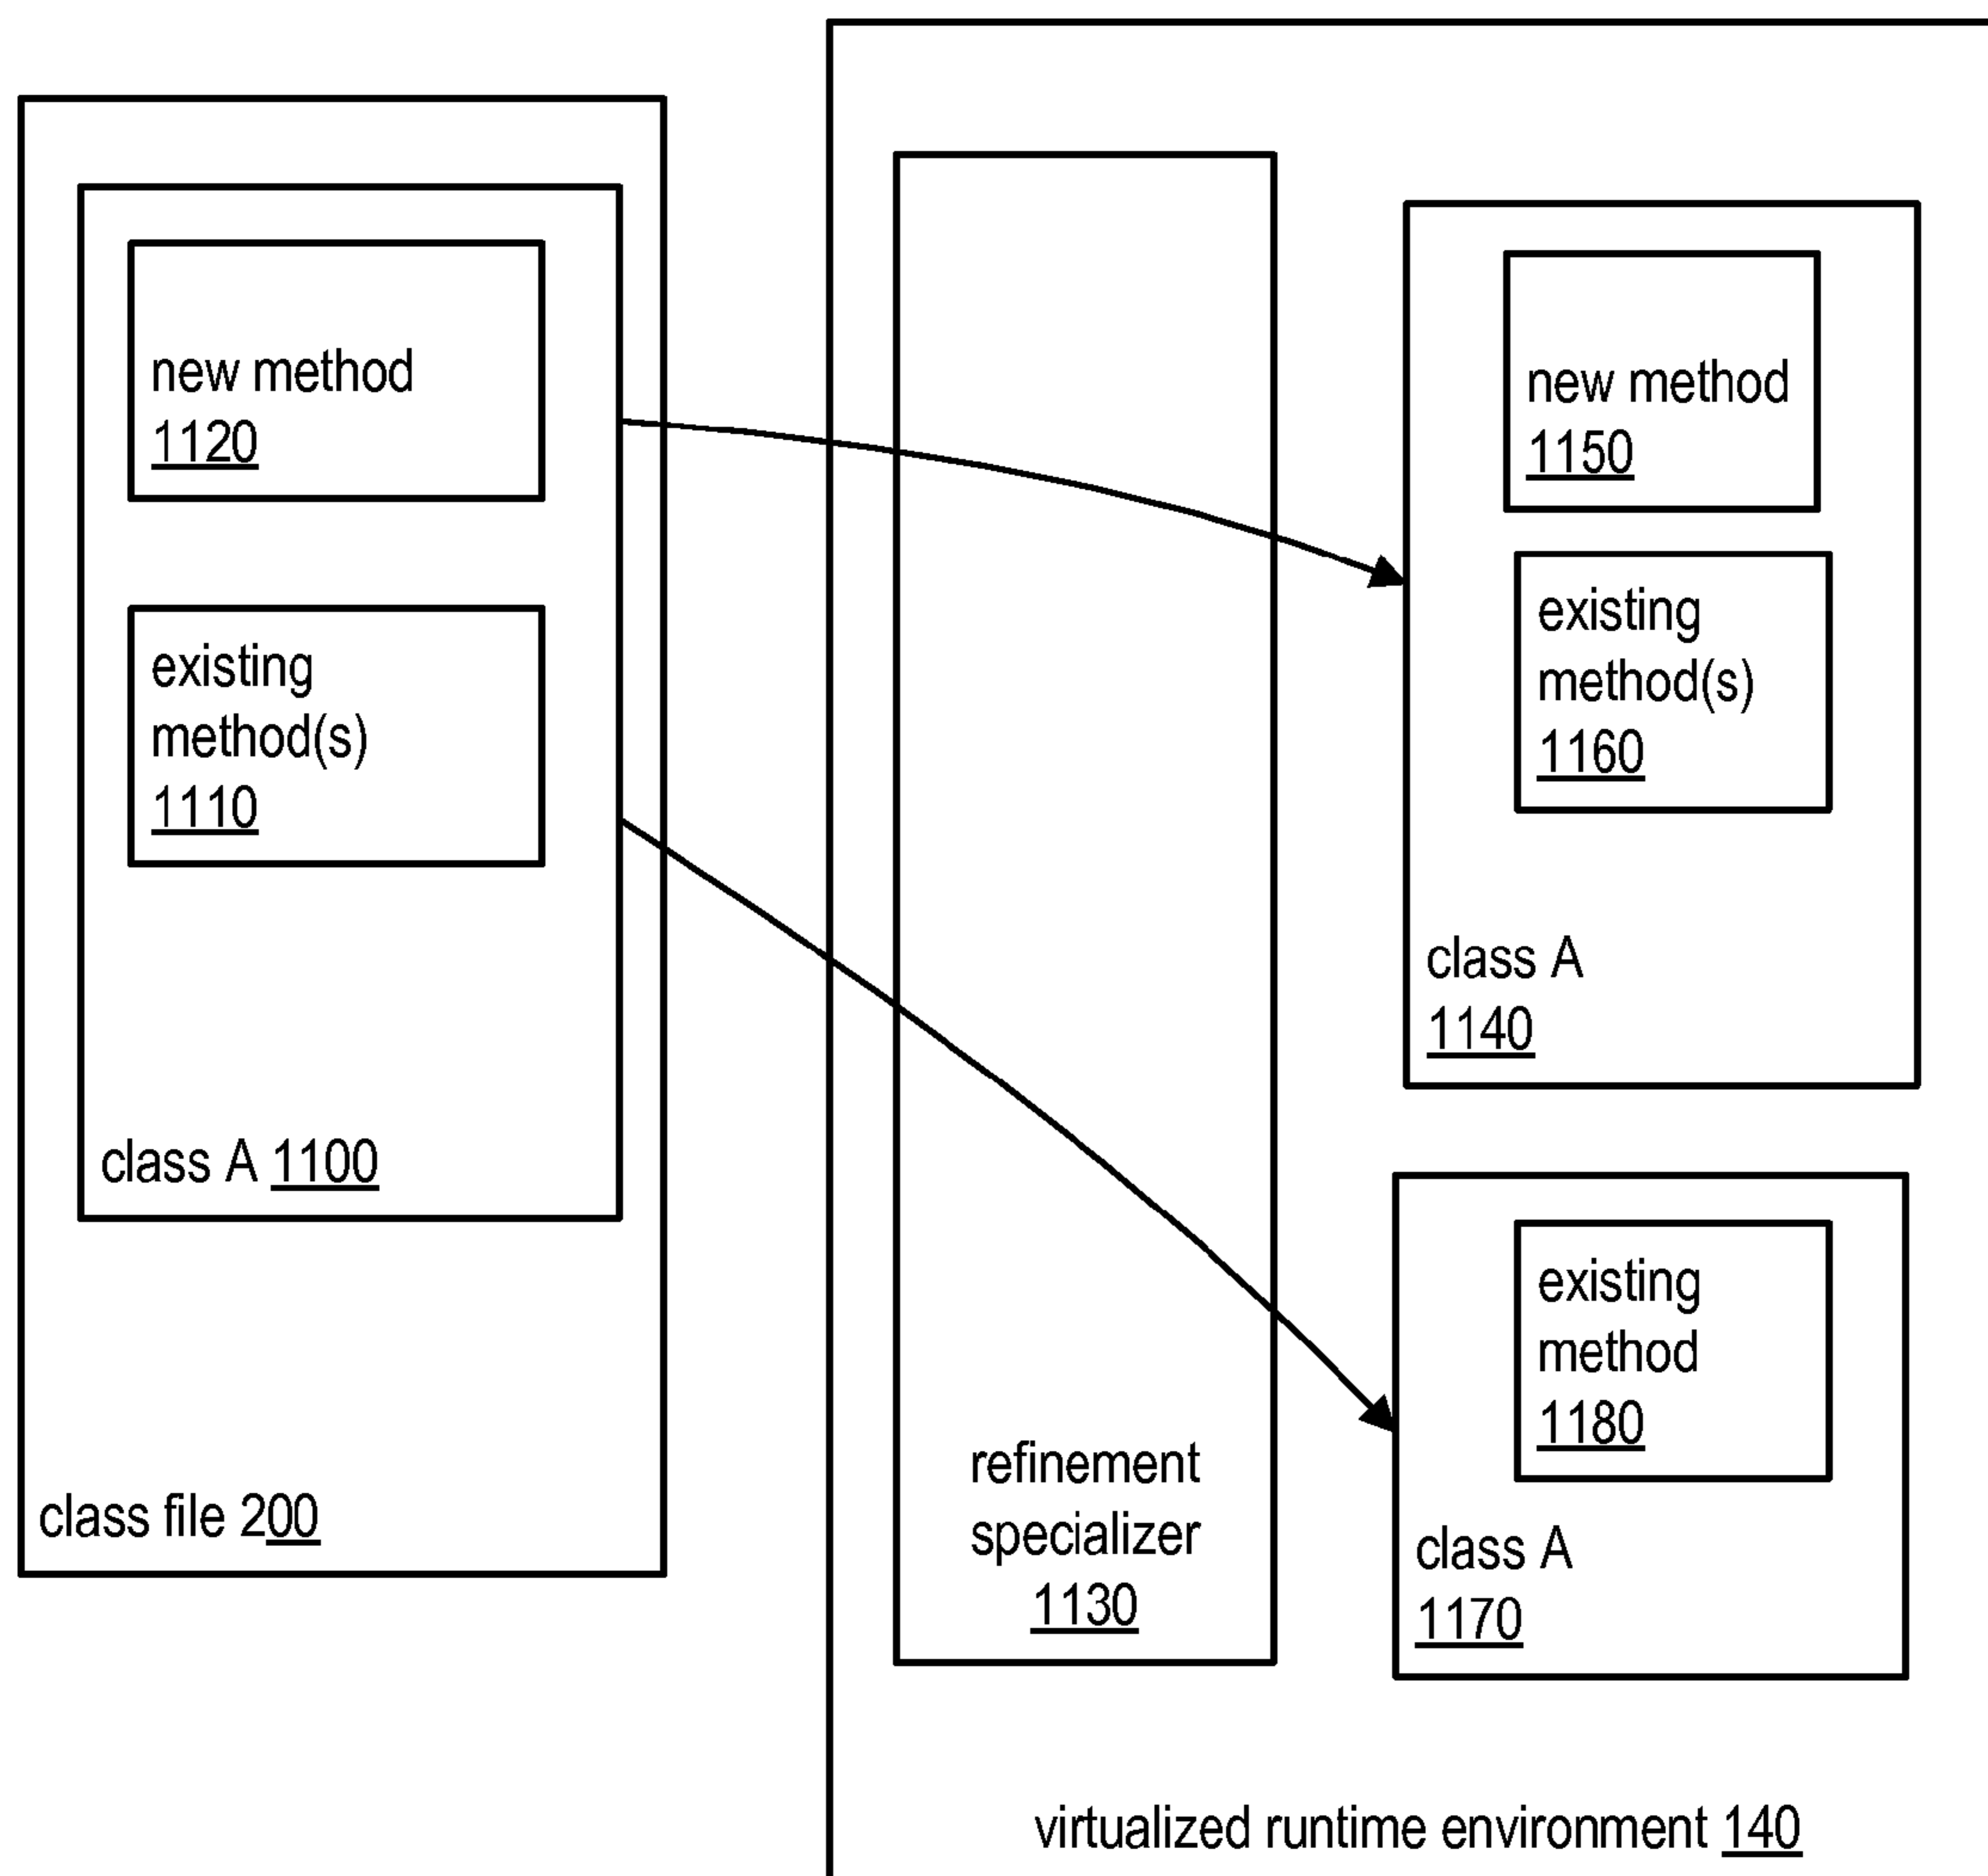 new method
1120
existing
method(s)
1110
class A 1100
class file 200
refinement
specializer
1130
new method
1150
existing
method(s)
1160
class A
1140
existing
method
1180
class A
1170
virtualized runtime environment 140